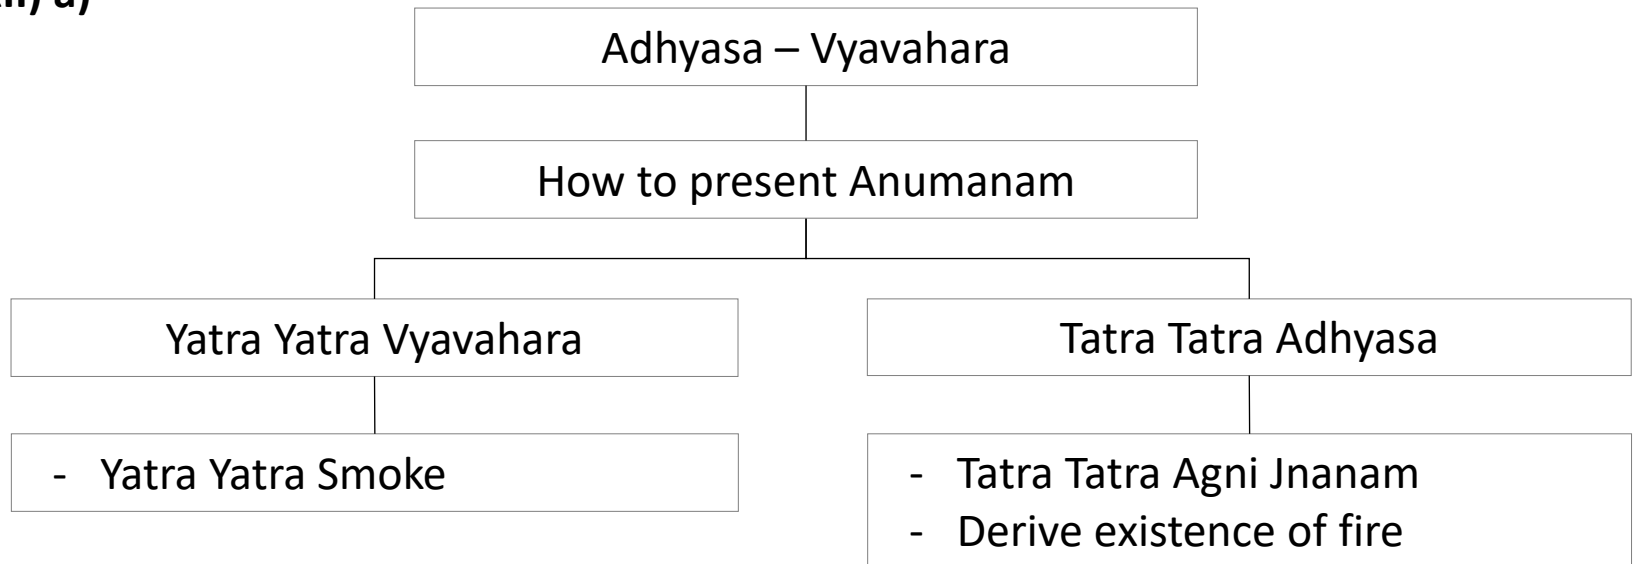 Adhyasa – Vyavahara
How to present Anumanam
Yatra Yatra Vyavahara
Tatra Tatra Adhyasa
- Yatra Yatra Smoke
- Tatra Tatra Agni Jnanam
- Derive existence of fire